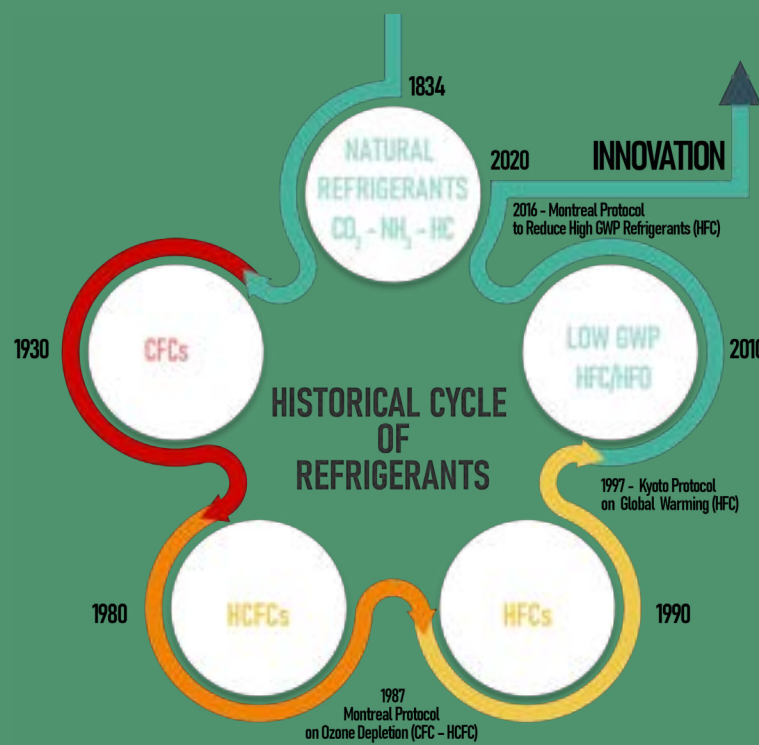 1834
NATURAL
REFRIGERANTS
CO₂ - NH₃ - HC
2020
INNOVATION
2016 - Montreal Protocol
to Reduce High GWP Refrigerants (HFC)
1930
CFCs
LOW GWP
HFC/HFO
2010
HISTORICAL CYCLE
OF
REFRIGERANTS
1997 - Kyoto Protocol
on Global Warming (HFC)
1980
HCFCs
HFCs
1990
1987
Montreal Protocol
on Ozone Depletion (CFC - HCFC)